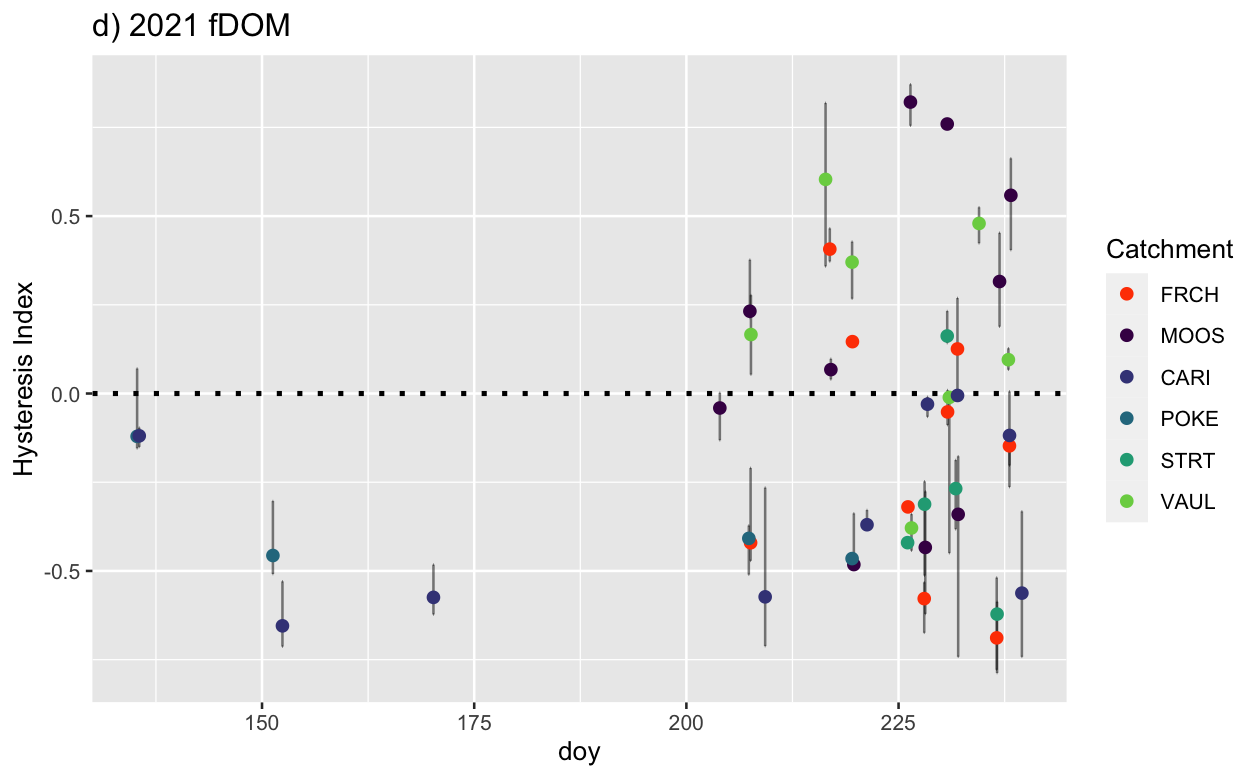 d) 2021 fDOM
Hysteresis Index
0.5
0.0
-0.5
150
175
200
225
doy
Catchment
FRCH
MOOS
CARI
POKE
STRT
VAUL